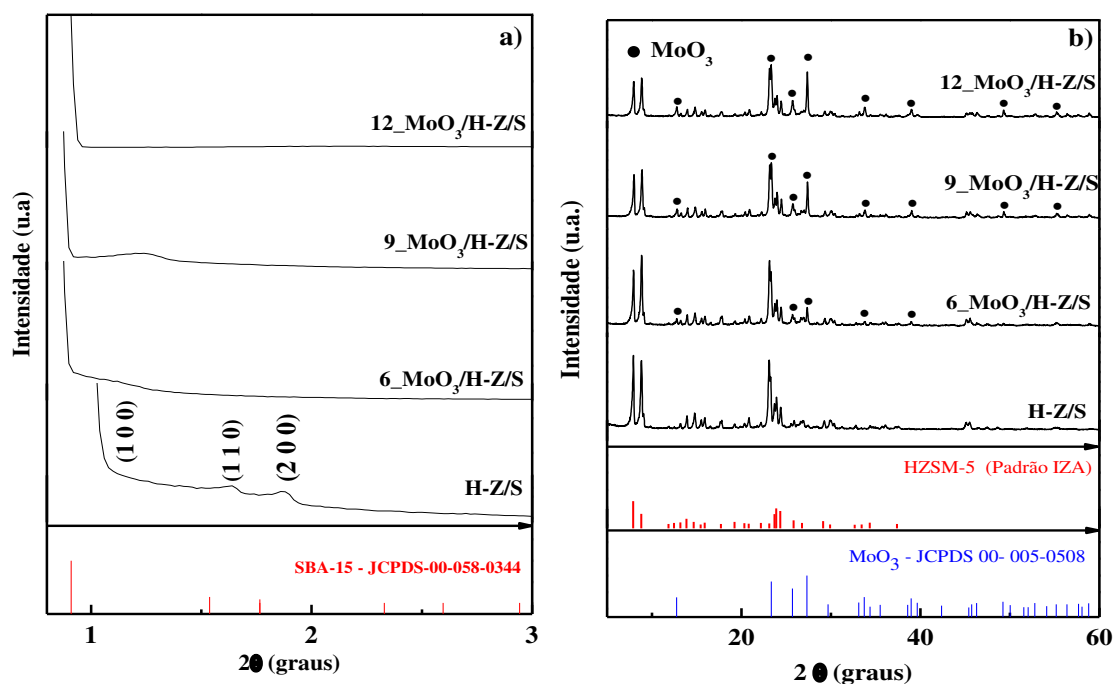 a)
12_MoO3/H-Z/S
9_MoO3/H-Z/S
6_MoO3/H-Z/S
(1 0 0)
(1 1 0)
(2 0 0)
H-Z/S
SBA-15 - JCPDS-00-058-0344
Intensidade (u.a)
1 2 3
2θ (graus)
b)
● MoO3
12_MoO3/H-Z/S
9_MoO3/H-Z/S
6_MoO3/H-Z/S
H-Z/S
HZSM-5 (Padrão IZA)
MoO3 - JCPDS 00- 005-0508
Intensidade (u.a.)
20 40 60
2 θ (graus)